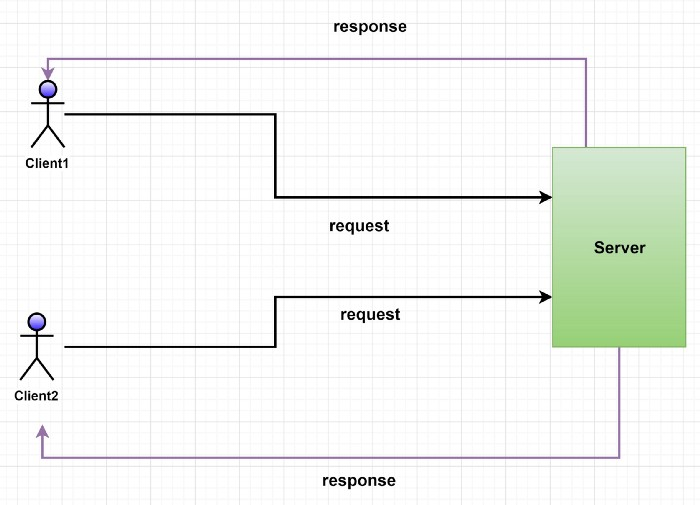 response
Client1
request
Server
request
Client2
response